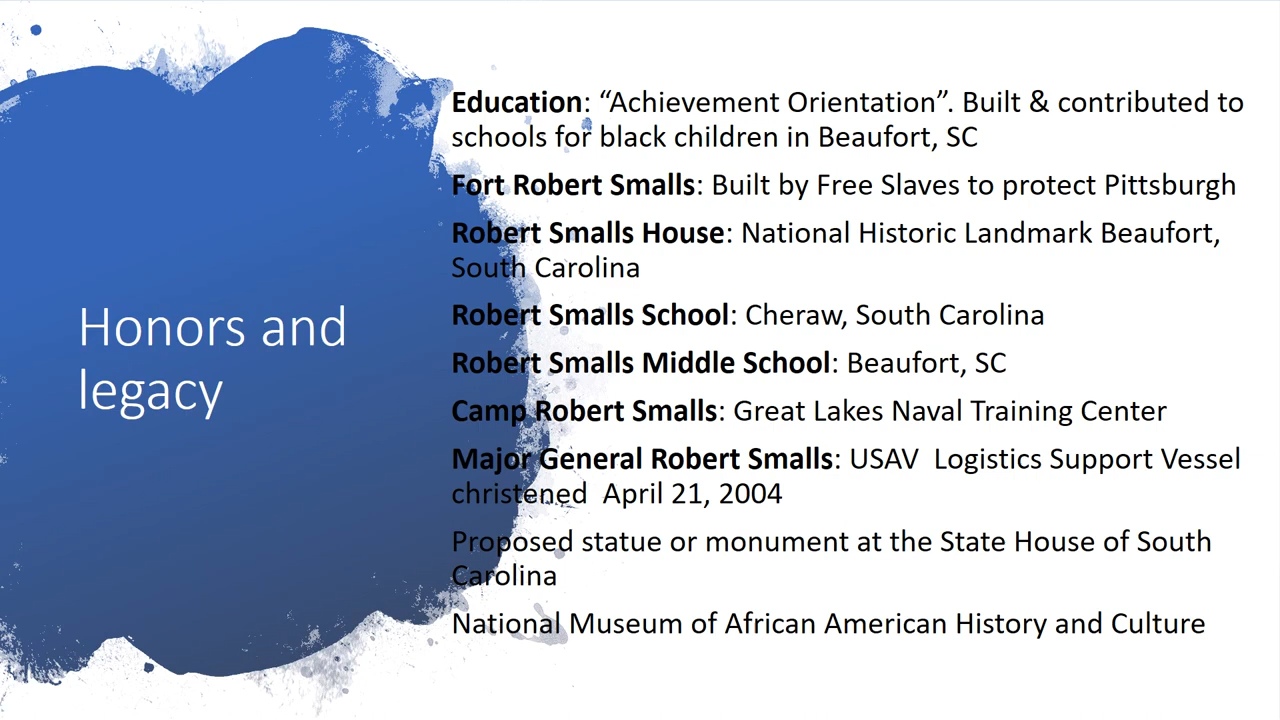 Honors and
legacy
Education: “Achievement Orientation”. Built & contributed to
schools for black children in Beaufort, SC
Fort Robert Smalls: Built by Free Slaves to protect Pittsburgh
Robert Smalls House: National Historic Landmark Beaufort,
South Carolina
Robert Smalls School: Cheraw, South Carolina
Robert Smalls Middle School: Beaufort, SC
Camp Robert Smalls: Great Lakes Naval Training Center
Major General Robert Smalls: USAV  Logistics Support Vessel
christened  April 21, 2004
Proposed statue or monument at the State House of South
Carolina
National Museum of African American History and Culture